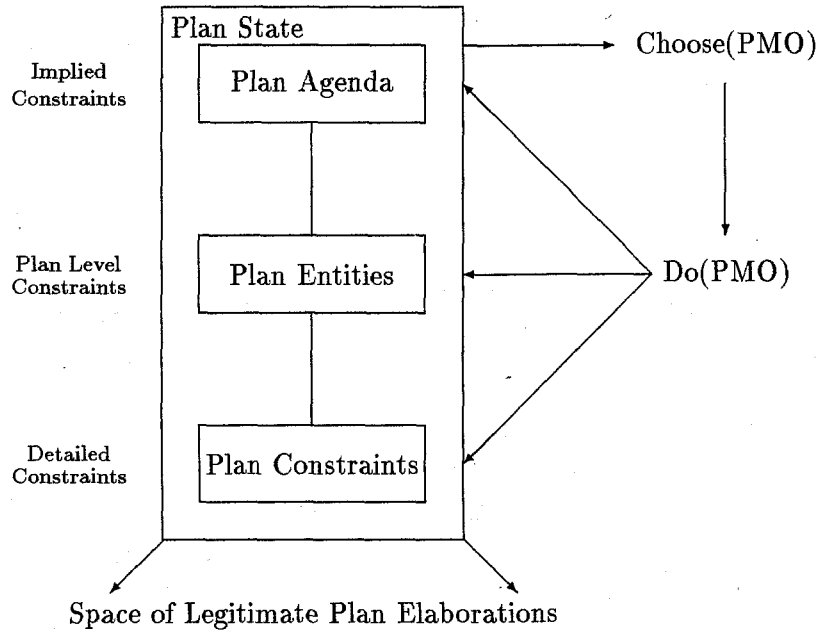 Plan State
Implied
Constraints
Plan Agenda
Choose(PMO)
Plan Level
Constraints
Plan Entities
Do(PMO)
Detailed
Constraints
Plan Constraints
Space of Legitimate Plan Elaborations